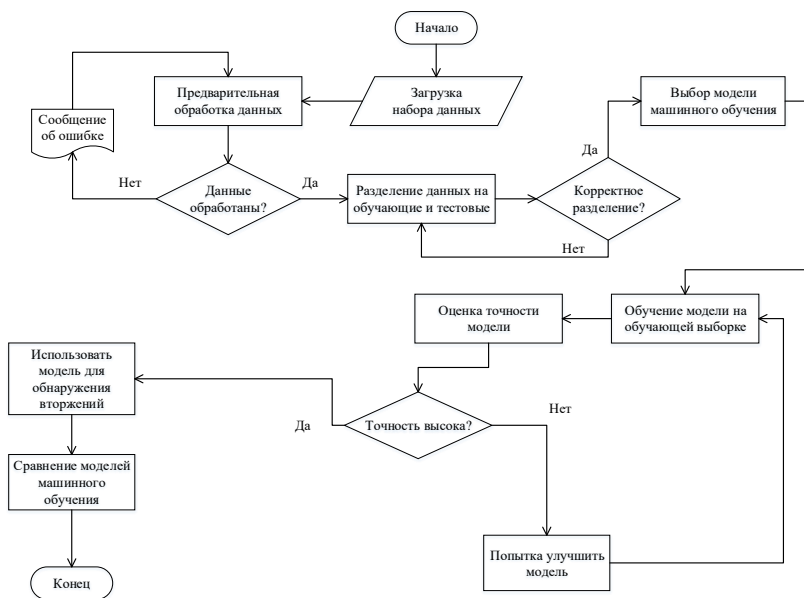 Начало
Предварительная
обработка данных
Загрузка
набора данных
Выбор модели
машинного обучения
Сообщение
об ошибке
Да
Нет
Данные
обработаны?
Да
Разделение данных на
обучающие и тестовые
Корректное
разделение?
Нет
Оценка точности
модели
Обучение модели на
обучающей выборке
Использовать
модель для
обнаружения
вторжений
Точность высока?
Нет
Да
Сравнение моделей
машинного
обучения
Попытка улучшить
модель
Конец